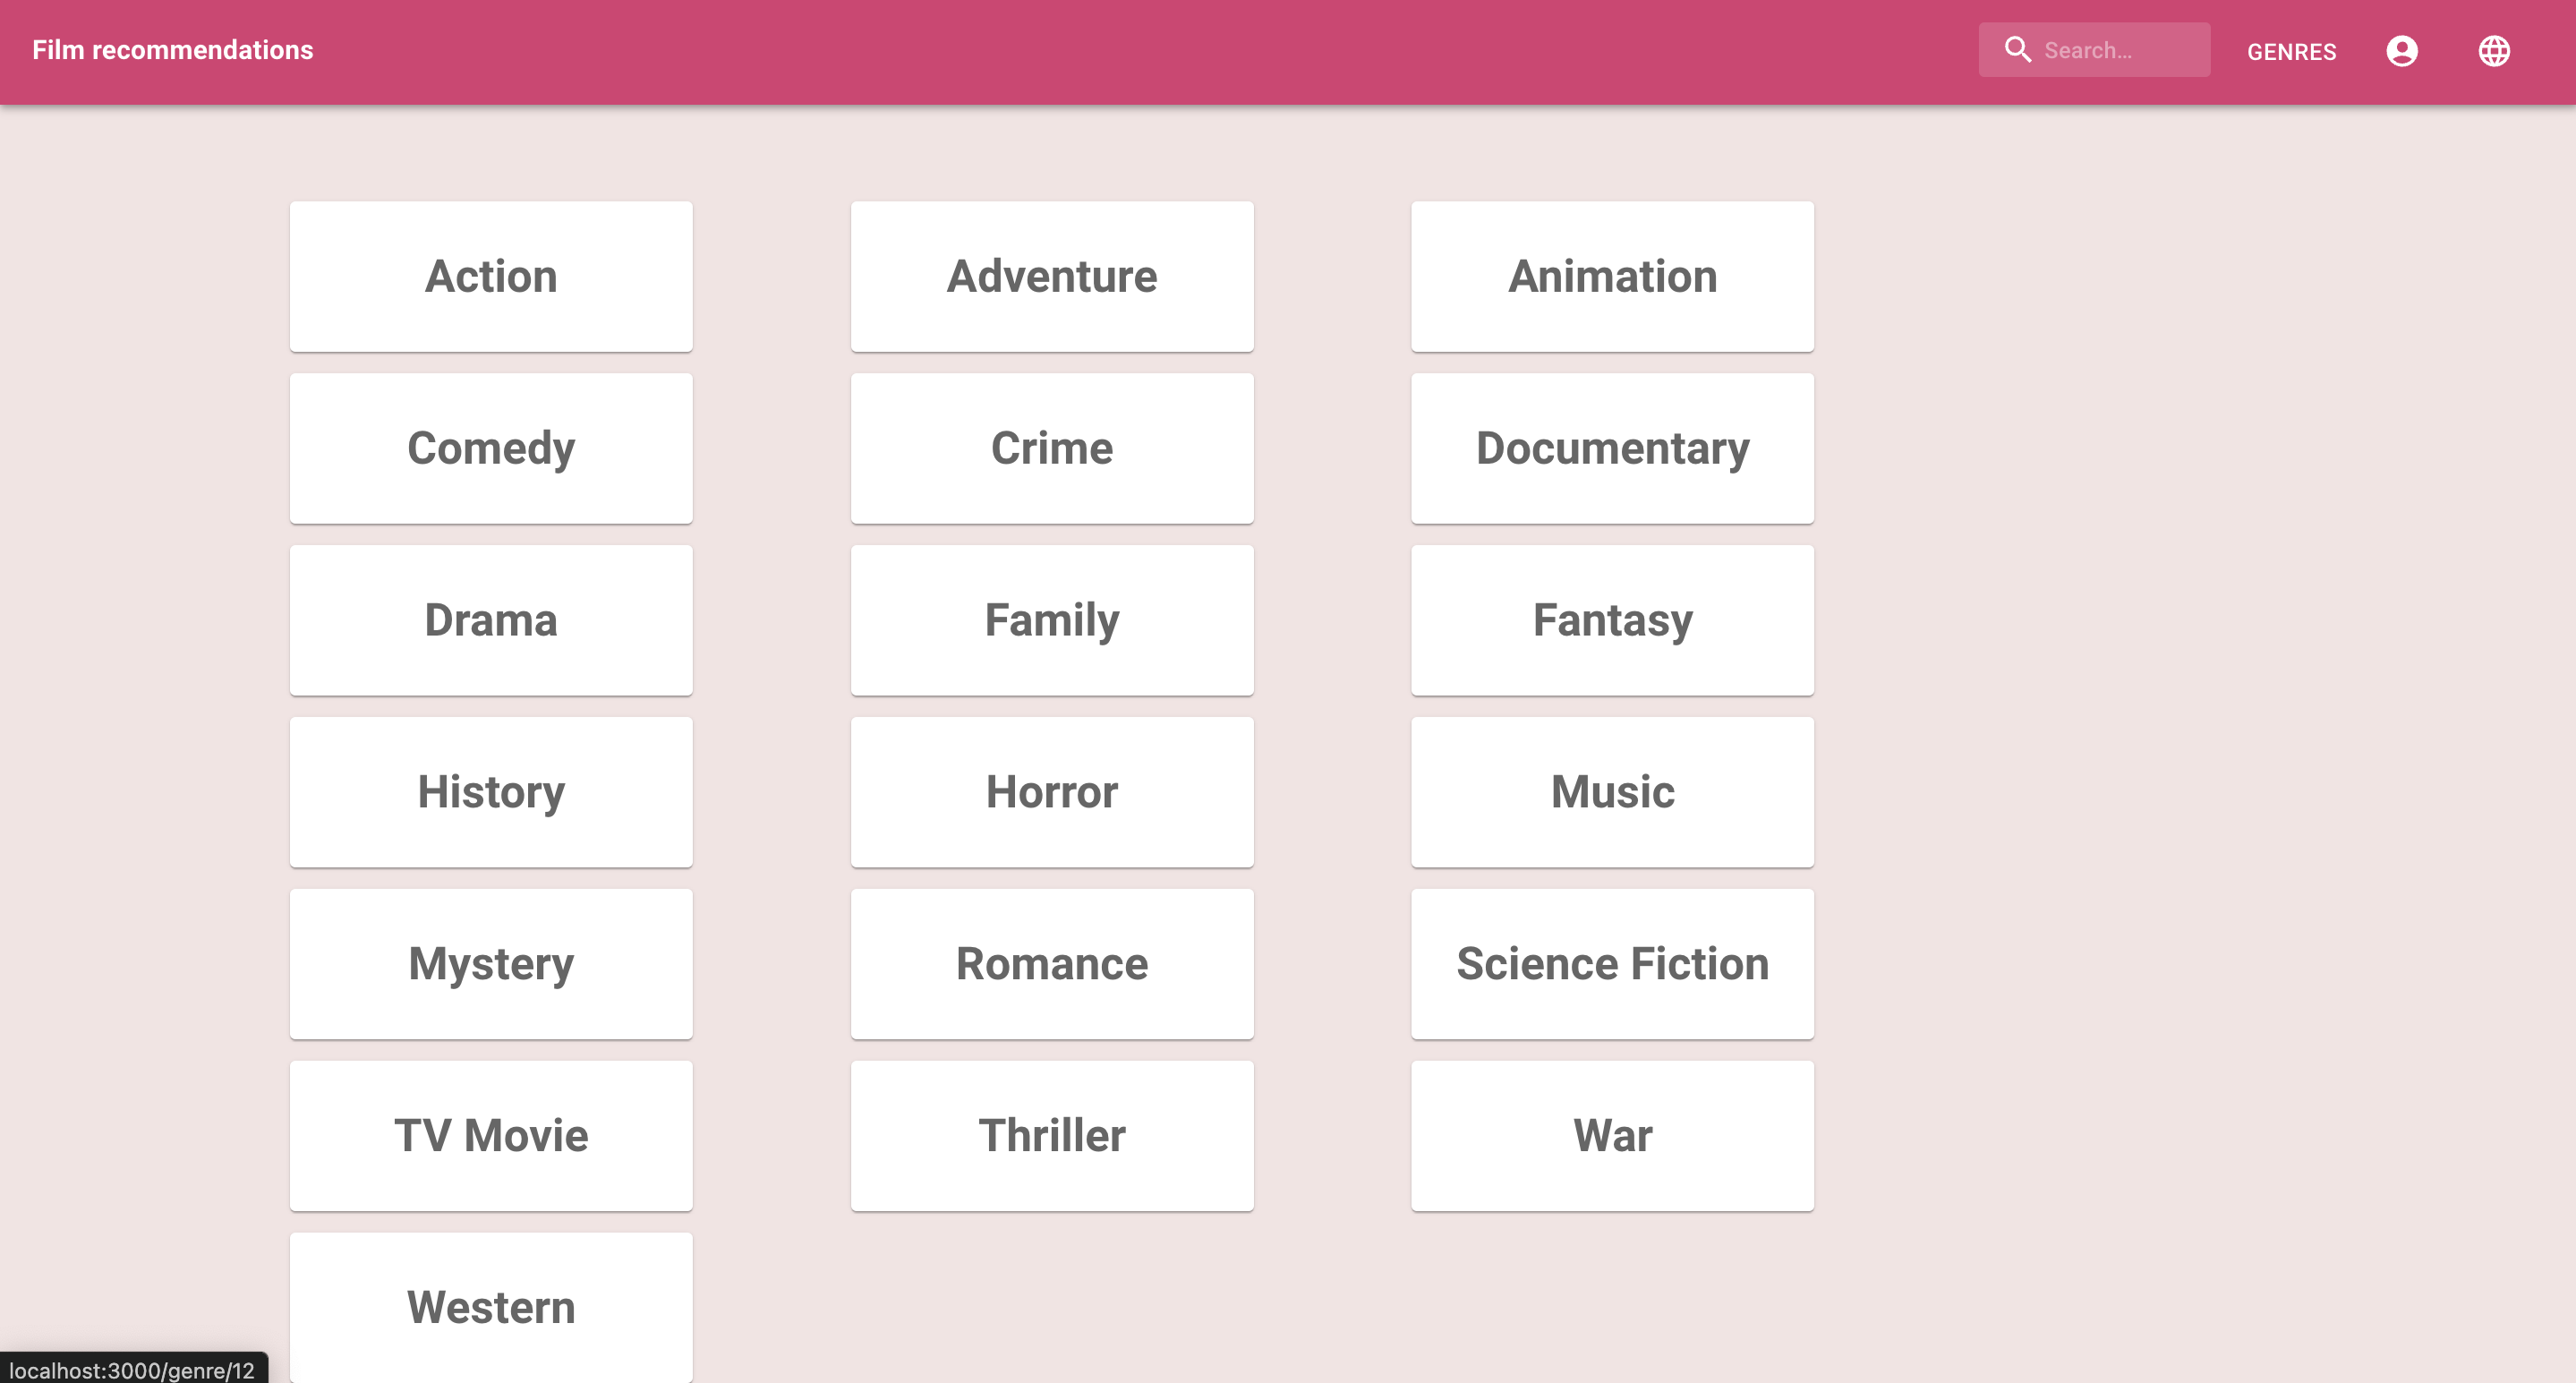 Film recommendations
Search...
GENRES
Action
Adventure
Animation
Comedy
Crime
Documentary
Drama
Family
Fantasy
History
Horror
Music
Mystery
Romance
Science Fiction
TV Movie
Thriller
War
Western
localhost:3000/genre/12